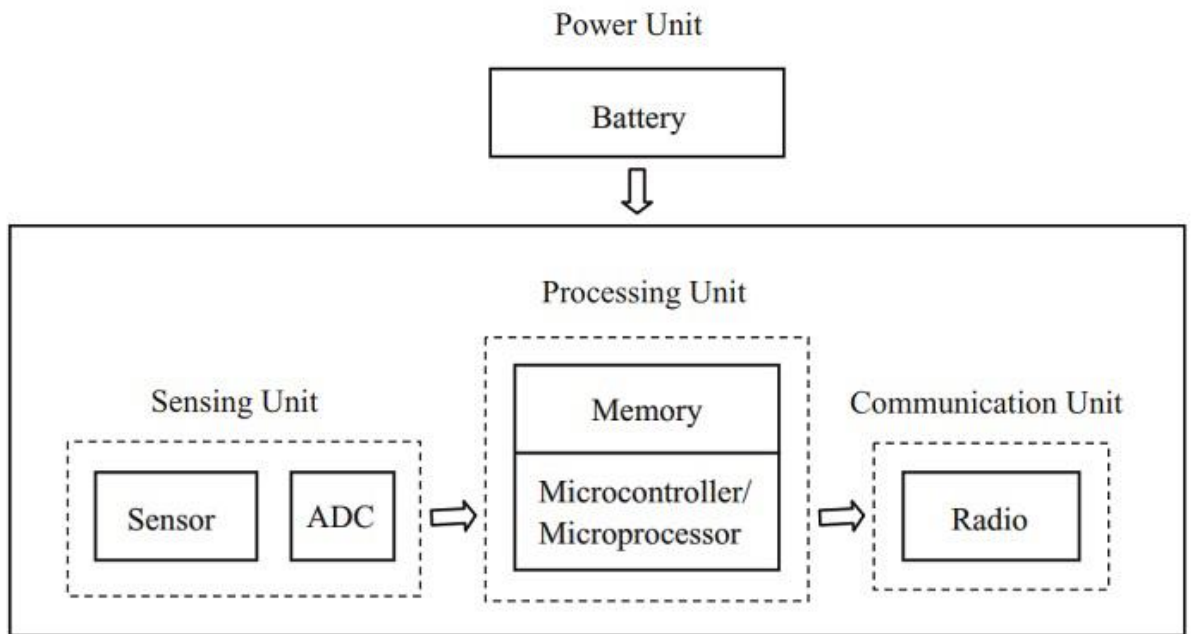 Power Unit
Battery
Processing Unit
Sensing Unit
Memory
Communication Unit
Sensor
ADC
Microcontroller/
Microprocessor
Radio